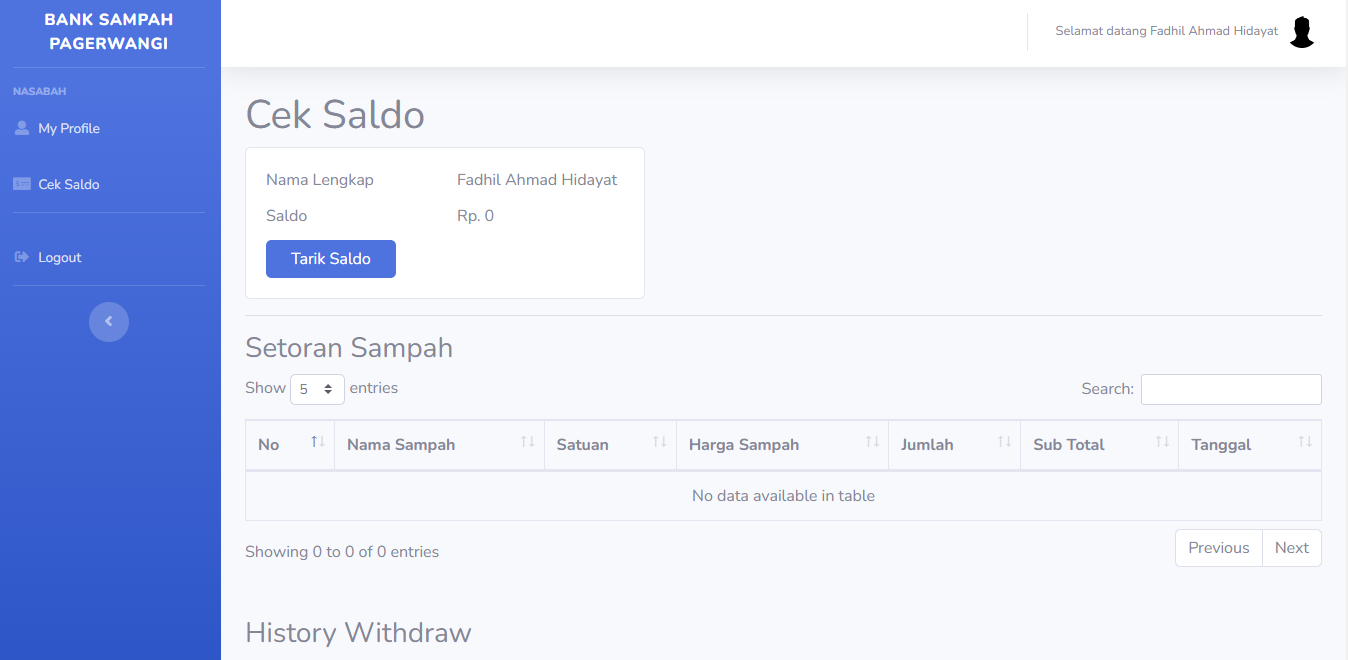 BANK SAMPAH
PAGERWANGI
NASABAH
My Profile
Cek Saldo
Logout
Selamat datang Fadhil Ahmad Hidayat
Cek Saldo
Nama Lengkap Fadhil Ahmad Hidayat
Saldo Rp. 0
Tarik Saldo
Setoran Sampah
Show 5 entries Search:
No Nama Sampah Satuan Harga Sampah Jumlah Sub Total Tanggal
No data available in table
Showing 0 to 0 of 0 entries Previous Next
History Withdraw